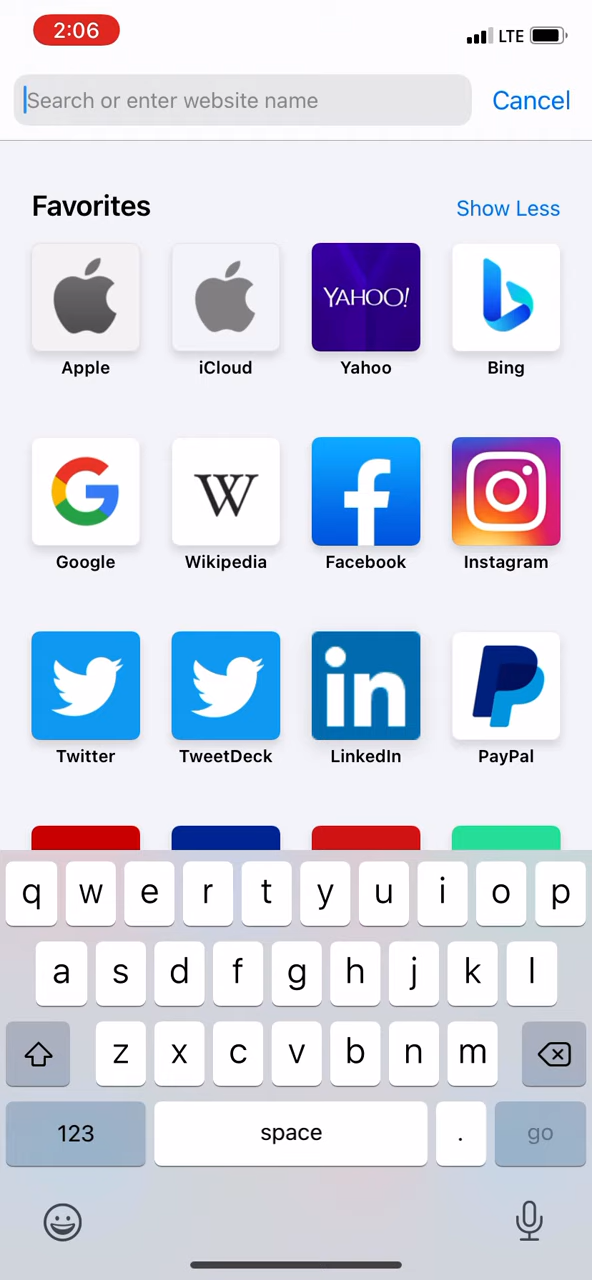 2:06
LTE
Search or enter website name
Cancel
Favorites
Show Less
YAHOO!
Apple
iCloud
Yahoo
Bing
G
W
f
Google
Wikipedia
Facebook
Instagram
in
P
Twitter
TweetDeck
LinkedIn
PayPal
q w e r t y u i o p
a s d f g h j k l
z x c v b n m
123
space
.
go